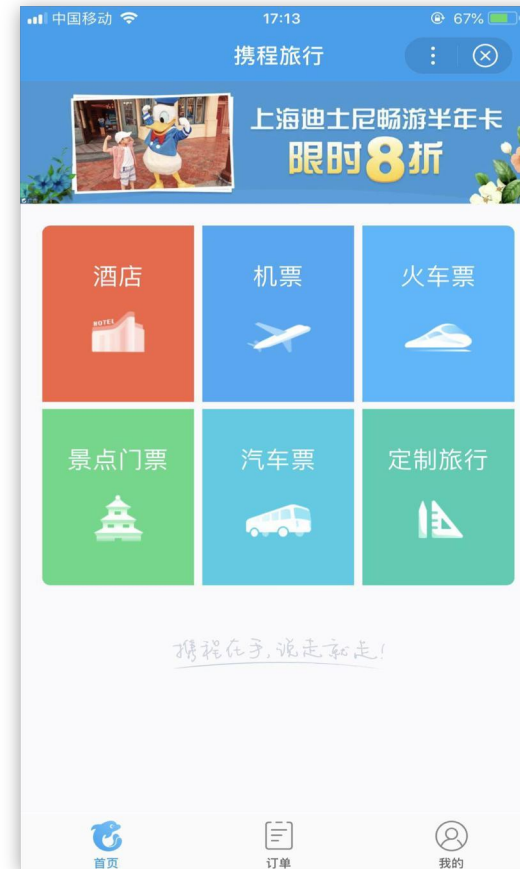 中国移动 17:13 67%
携程旅行
上海迪士尼畅游半年卡
限时8折
酒店 机票 火车票
HOTEL
景点门票 汽车票 定制旅行
携程在手,说走就走!
首页 订单 我的